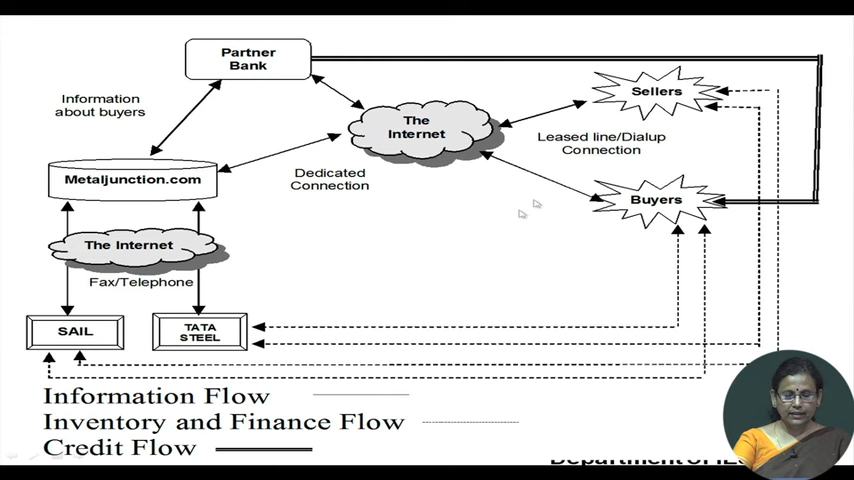 Partner
Bank
Information
about buyers
The
Internet
Sellers
Leased line/Dialup
Connection
Dedicated
Connection
Metaljunction.com
Buyers
The Internet
Fax/Telephone
SAIL
TATA
STEEL
Information Flow
Inventory and Finance Flow
Credit Flow